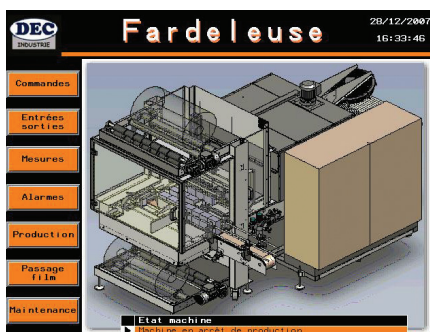 DEC
INDUSTRIE
Fardeleuse
28/12/2007
16:33:46
Commandes
Entrées
sorties
Mesures
Alarmes
Production
Passage
film
Maintenance
Etat machine
Machine en arrêt de production